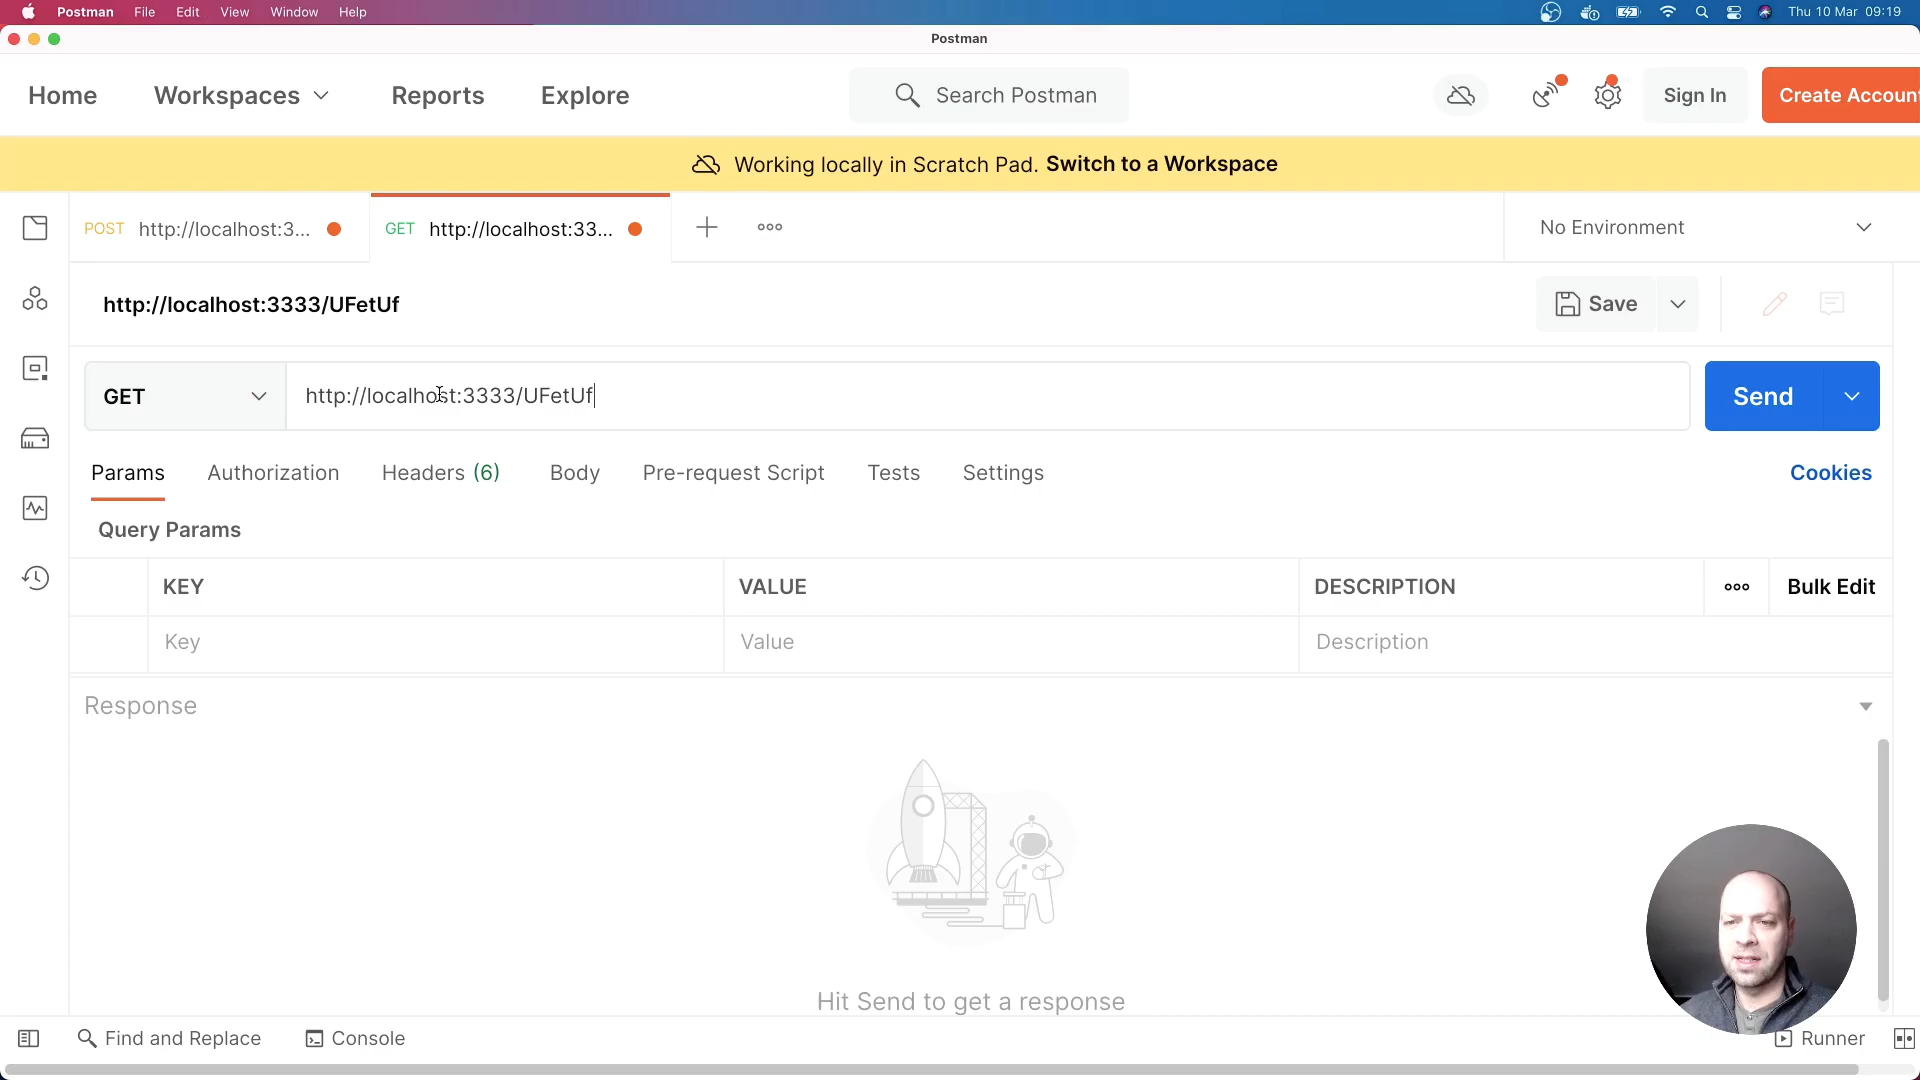 Postman File Edit View Window Help Thu 10 Mar 09:19
Postman
Home Workspaces Reports Explore Search Postman Sign In Create Accoun
Working locally in Scratch Pad. Switch to a Workspace
POST http://localhost:3... GET http://localhost:33... No Environment
http://localhost:3333/UFetUf Save
GET http://localhost:3333/UFetUf Send
Params Authorization Headers (6) Body Pre-request Script Tests Settings Cookies
Query Params
KEY VALUE DESCRIPTION Bulk Edit
Key Value Description
Response
Hit Send to get a response
Find and Replace Console Runner